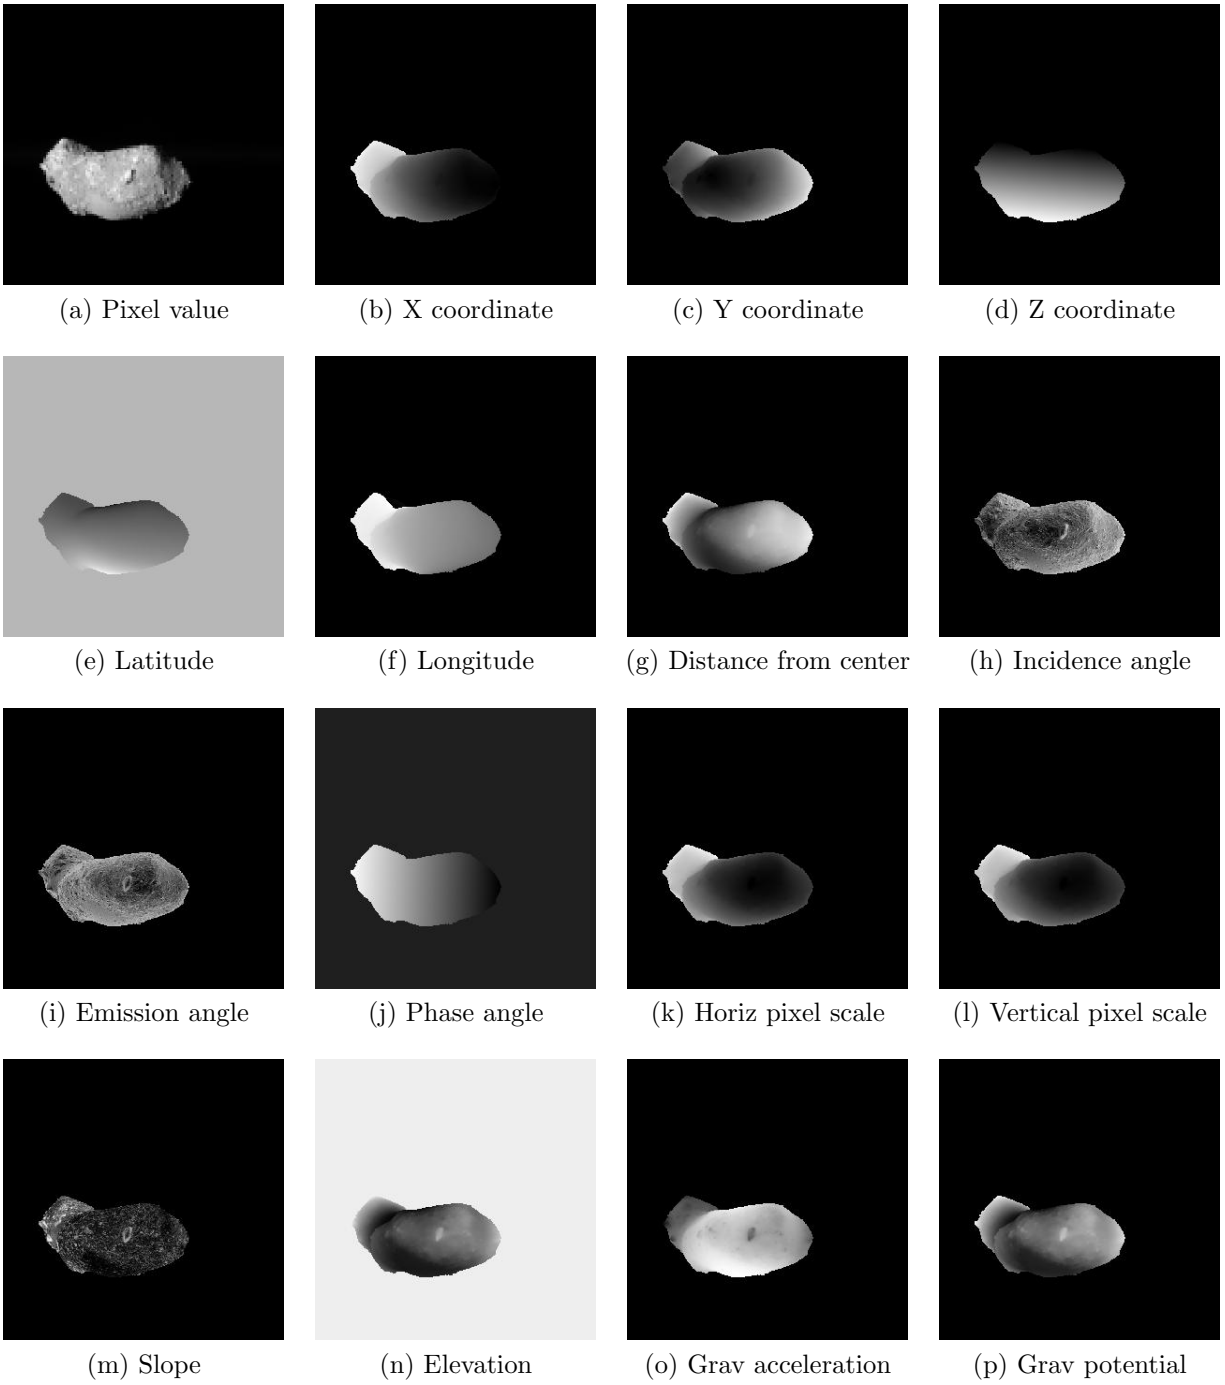 (a) Pixel value
(b) X coordinate
(c) Y coordinate
(d) Z coordinate
(e) Latitude
(f) Longitude
(g) Distance from center
(h) Incidence angle
(i) Emission angle
(j) Phase angle
(k) Horiz pixel scale
(l) Vertical pixel scale
(m) Slope
(n) Elevation
(o) Grav acceleration
(p) Grav potential